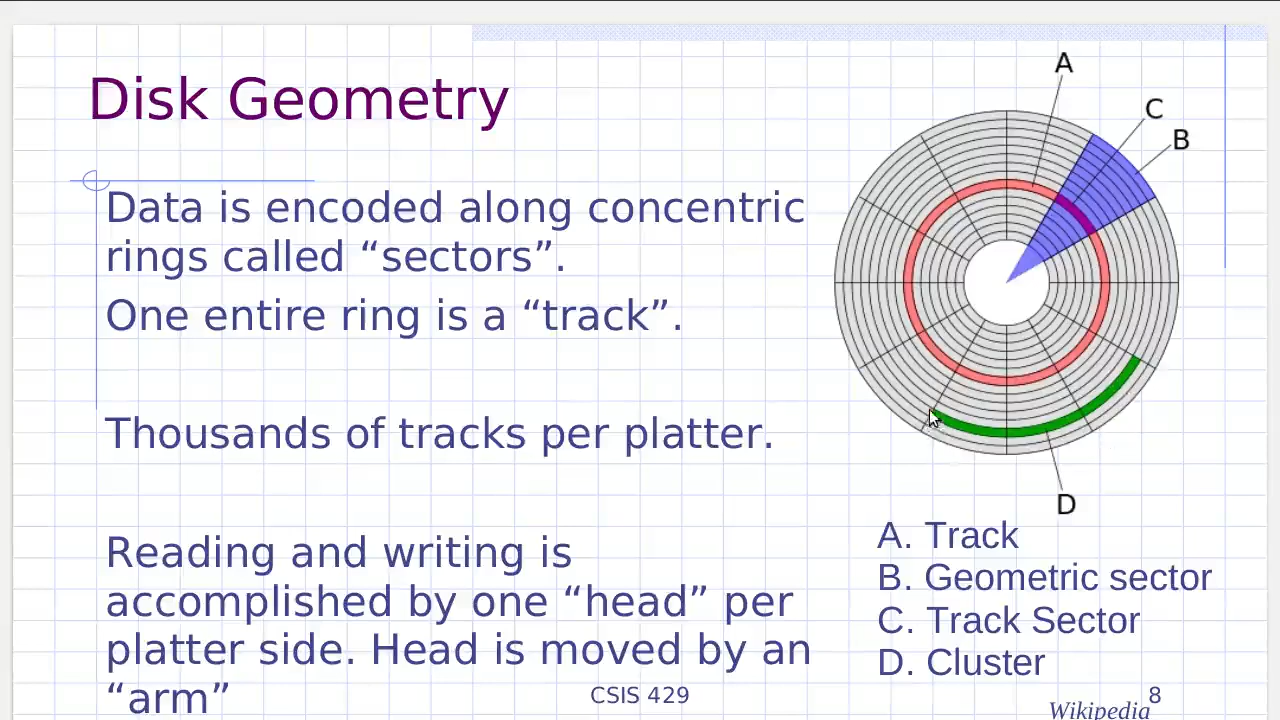 Disk Geometry
Data is encoded along concentric
rings called “sectors”.
One entire ring is a “track”.
Thousands of tracks per platter.
Reading and writing is
accomplished by one “head” per
platter side. Head is moved by an
“arm”
A
C
B
D
A. Track
B. Geometric sector
C. Track Sector
D. Cluster
CSIS 429
8
Wikipedia